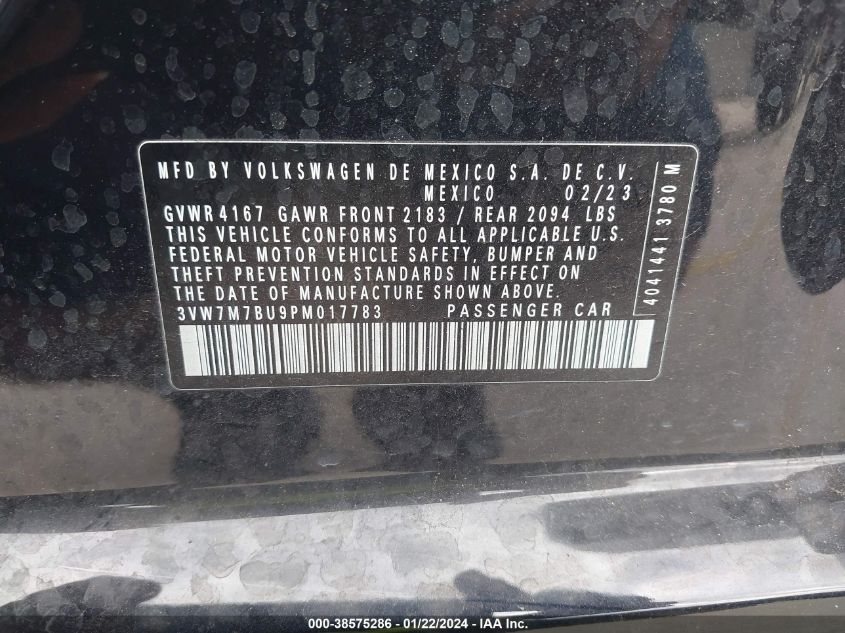 MFD BY VOLKSWAGEN DE MEXICO S.A. DE C.V.
MEXICO 02/23
GVWR 4167 GAWR FRONT 2183 / REAR 2094 LBS
THIS VEHICLE CONFORMS TO ALL APPLICABLE U.S.
FEDERAL MOTOR VEHICLE SAFETY, BUMPER AND
THEFT PREVENTION STANDARDS IN EFFECT ON
THE DATE OF MANUFACTURE SHOWN ABOVE.
3VW7M7BU9PM017783 PASSENGER CAR
4041441 3780 M
000-38575286 - 01/22/2024 - IAA Inc.